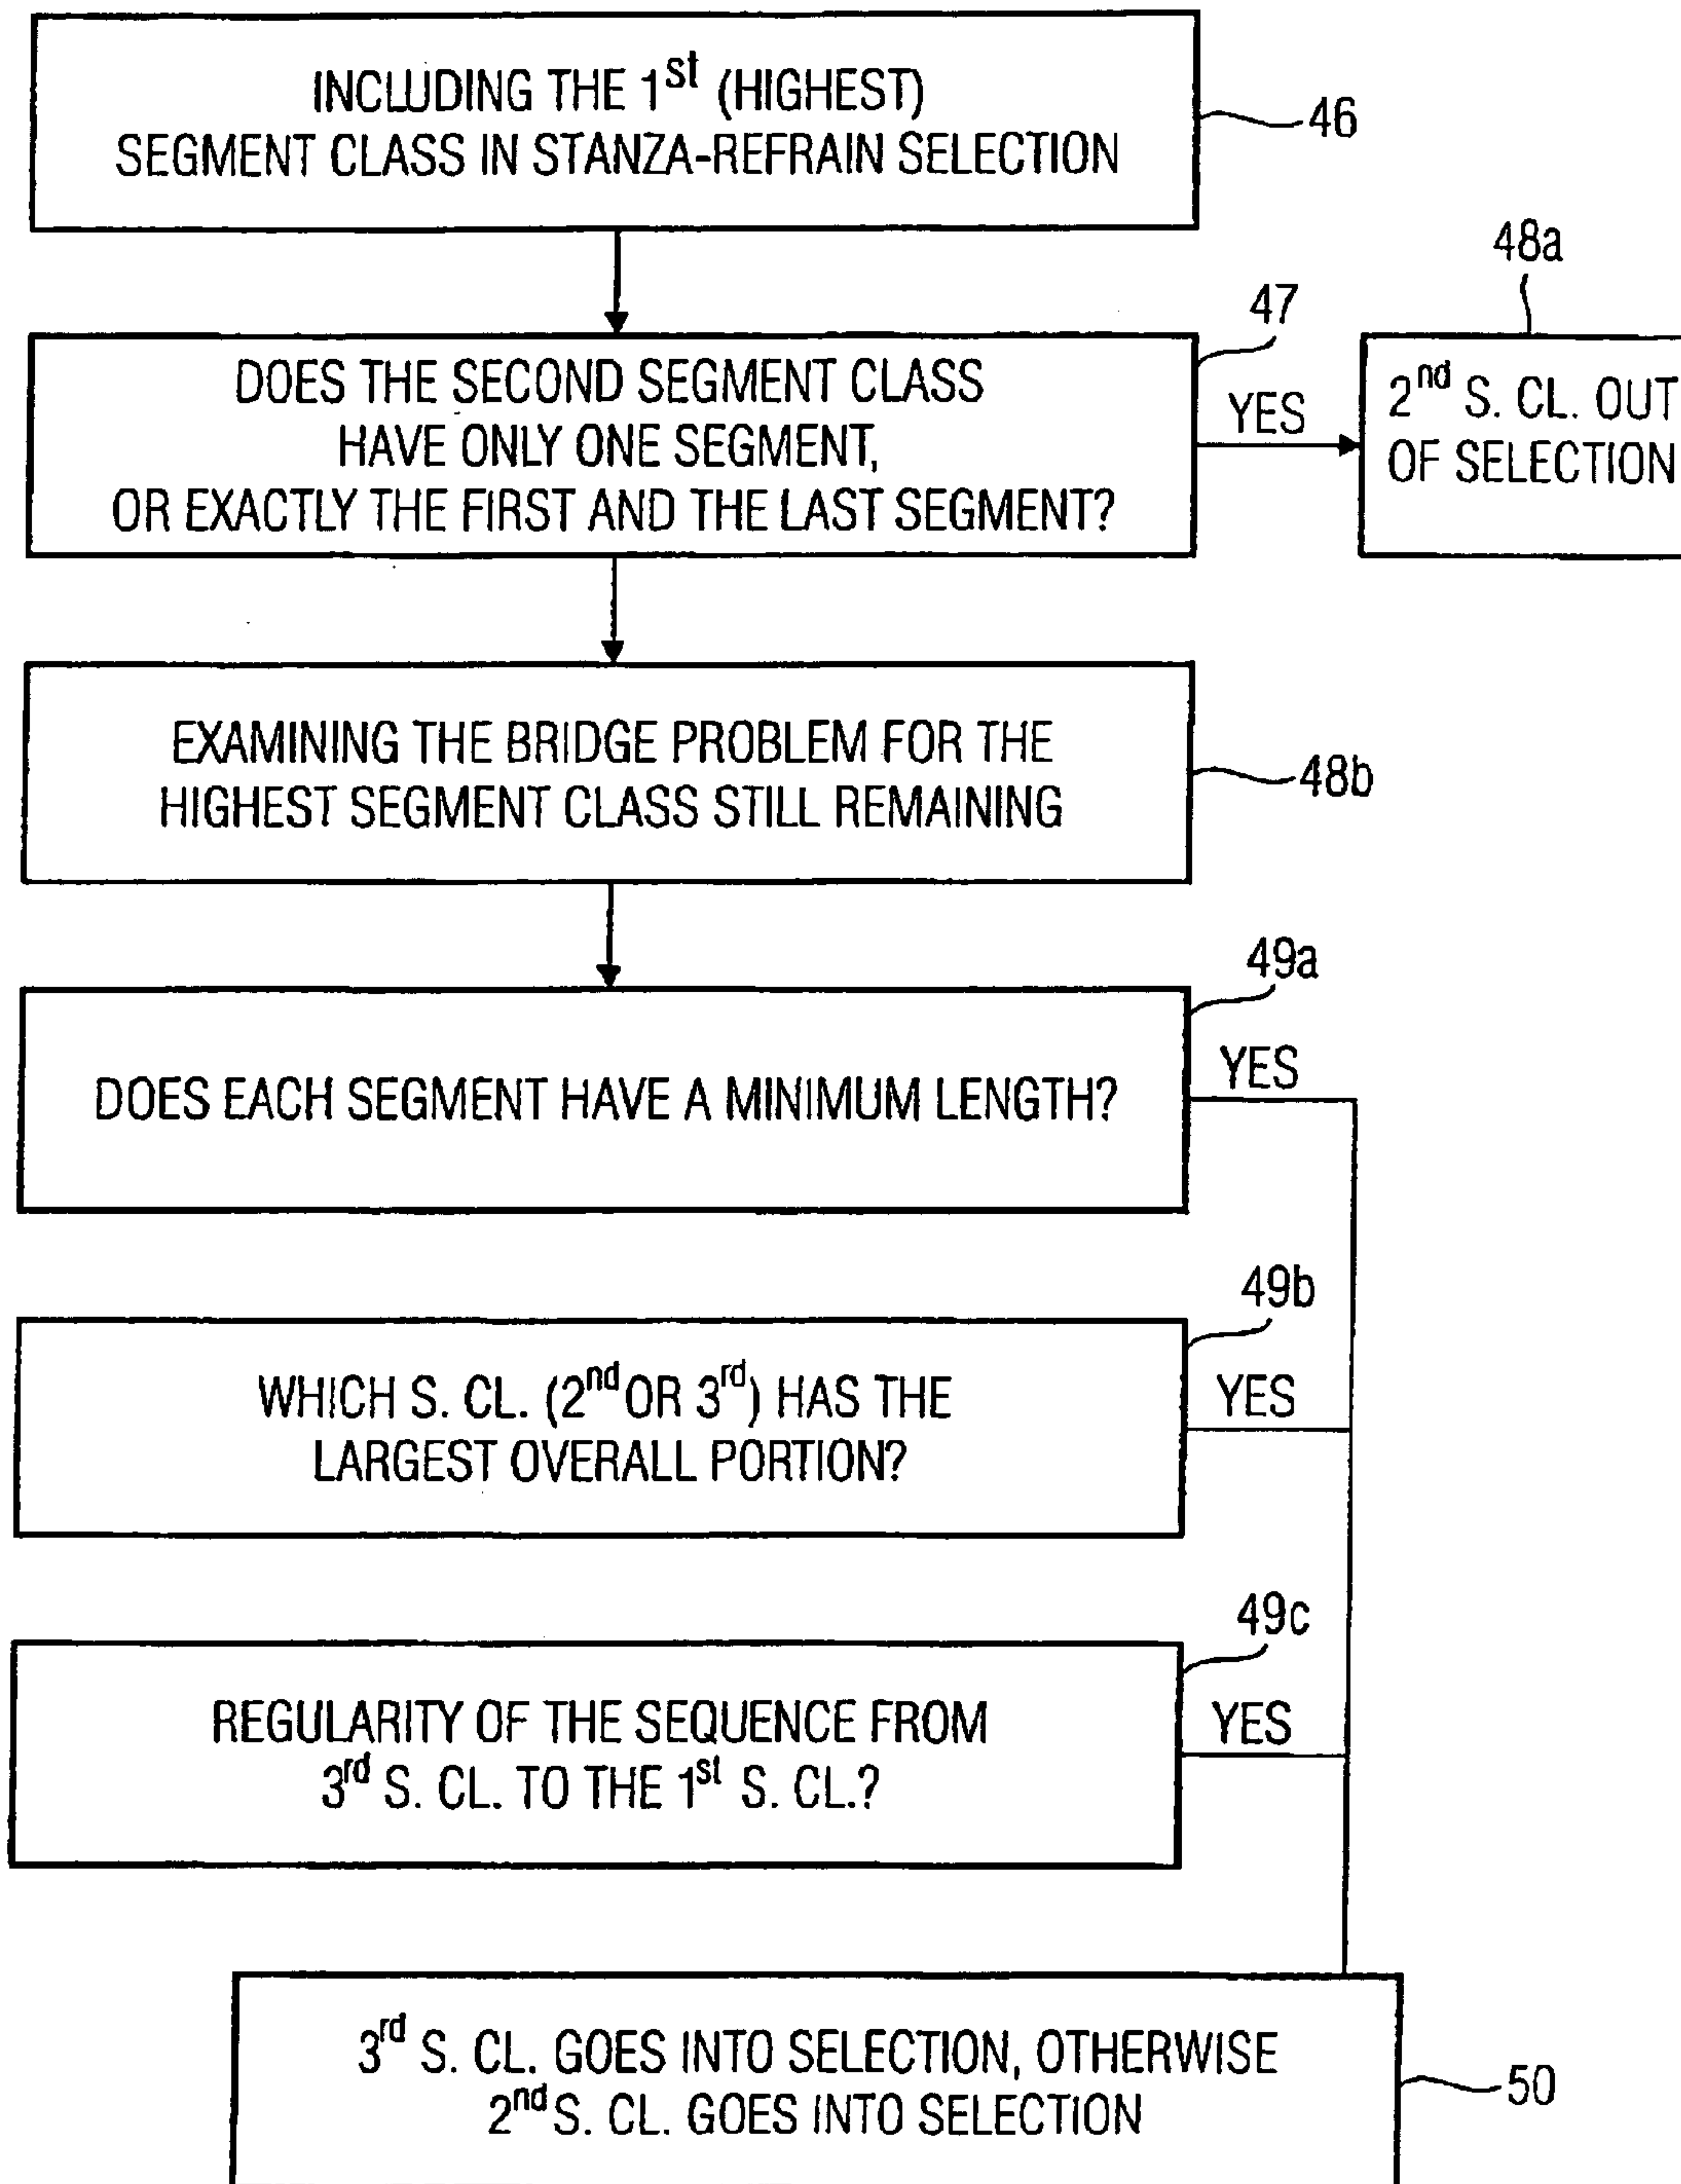 INCLUDING THE 1st (HIGHEST)
SEGMENT CLASS IN STANZA-REFRAIN SELECTION
46
48a
47
DOES THE SECOND SEGMENT CLASS
HAVE ONLY ONE SEGMENT,
OR EXACTLY THE FIRST AND THE LAST SEGMENT?
YES
2nd S. CL. OUT
OF SELECTION
EXAMINING THE BRIDGE PROBLEM FOR THE
HIGHEST SEGMENT CLASS STILL REMAINING
48b
49a
DOES EACH SEGMENT HAVE A MINIMUM LENGTH?
YES
49b
WHICH S. CL. (2nd OR 3rd) HAS THE
LARGEST OVERALL PORTION?
YES
49c
REGULARITY OF THE SEQUENCE FROM
3rd S. CL. TO THE 1st S. CL.?
YES
3rd S. CL. GOES INTO SELECTION, OTHERWISE
2nd S. CL. GOES INTO SELECTION
50